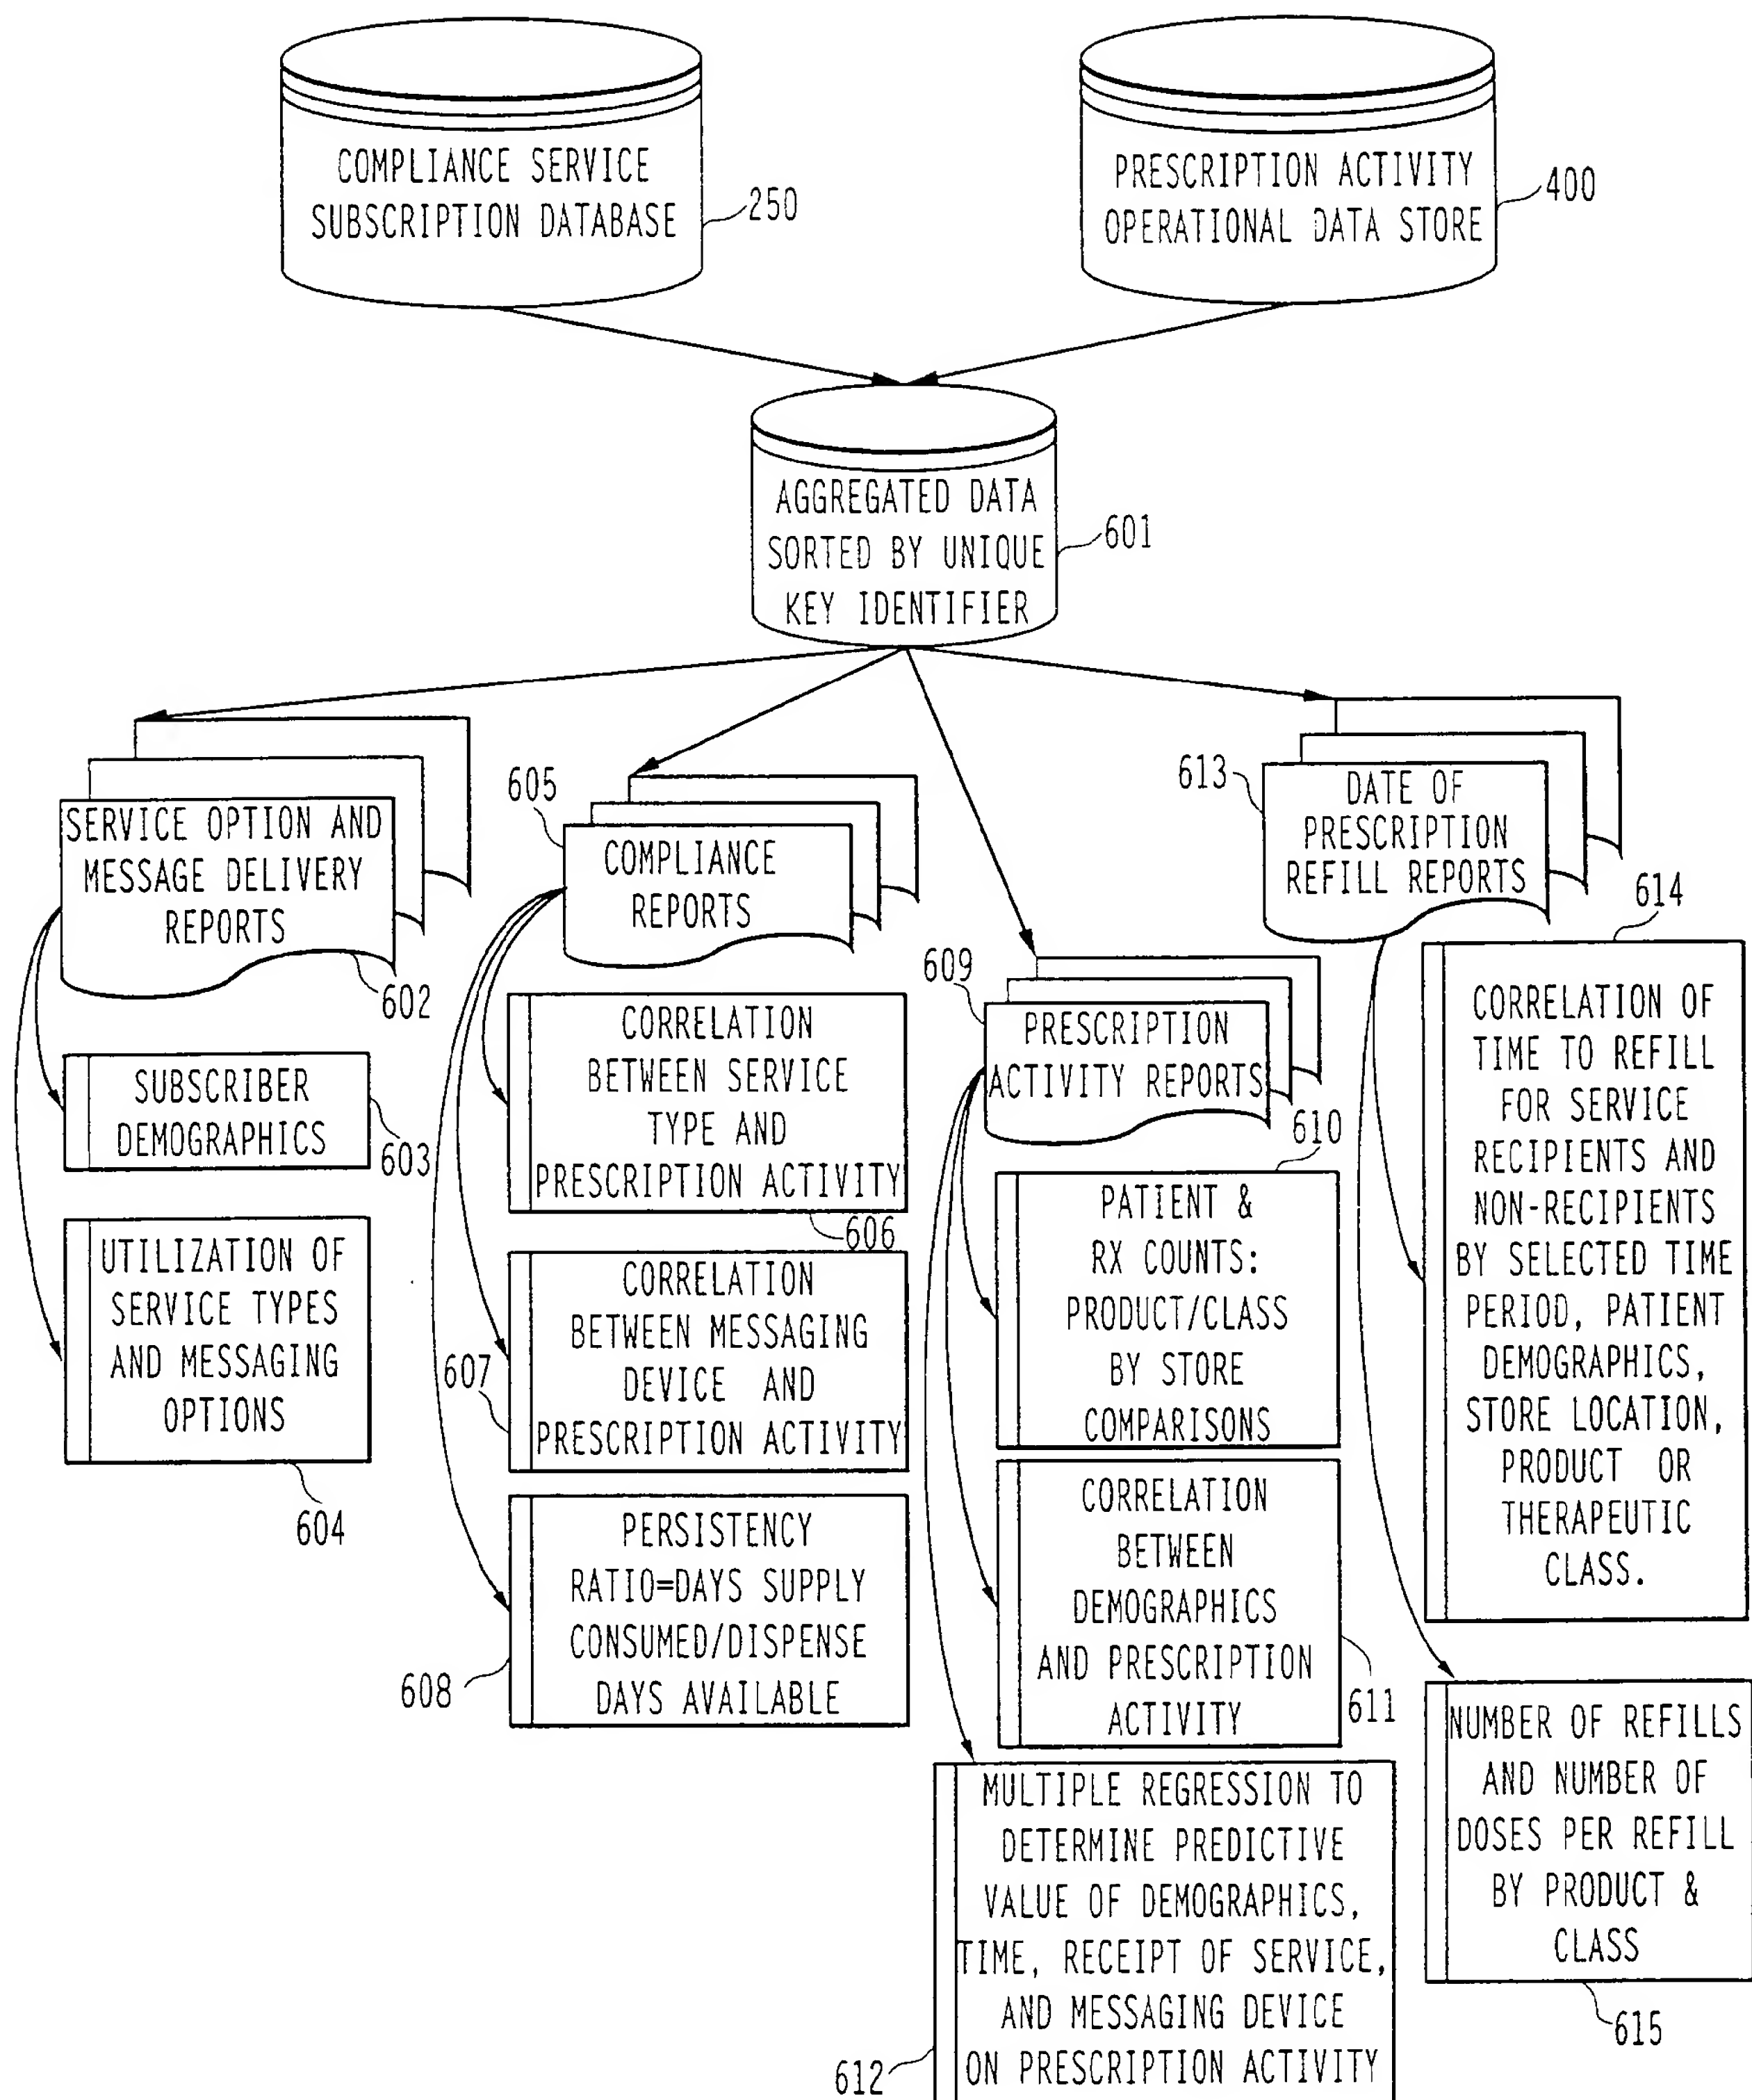 COMPLIANCE SERVICE
SUBSCRIPTION DATABASE
250
PRESCRIPTION ACTIVITY
OPERATIONAL DATA STORE
400
AGGREGATED DATA
SORTED BY UNIQUE
KEY IDENTIFIER
601
SERVICE OPTION AND
MESSAGE DELIVERY
REPORTS
602
SUBSCRIBER
DEMOGRAPHICS
603
UTILIZATION OF
SERVICE TYPES
AND MESSAGING
OPTIONS
604
605
COMPLIANCE
REPORTS
CORRELATION
BETWEEN SERVICE
TYPE AND
PRESCRIPTION ACTIVITY
606
CORRELATION
BETWEEN MESSAGING
DEVICE AND
PRESCRIPTION ACTIVITY
607
PERSISTENCY
RATIO=DAYS SUPPLY
CONSUMED/DISPENSE
DAYS AVAILABLE
608
609
PRESCRIPTION
ACTIVITY REPORTS
610
PATIENT &
RX COUNTS:
PRODUCT/CLASS
BY STORE
COMPARISONS
CORRELATION
BETWEEN
DEMOGRAPHICS
AND PRESCRIPTION
ACTIVITY
611
MULTIPLE REGRESSION TO
DETERMINE PREDICTIVE
VALUE OF DEMOGRAPHICS,
TIME, RECEIPT OF SERVICE,
AND MESSAGING DEVICE
ON PRESCRIPTION ACTIVITY
612
613
DATE OF
PRESCRIPTION
REFILL REPORTS
614
CORRELATION OF
TIME TO REFILL
FOR SERVICE
RECIPIENTS AND
NON-RECIPIENTS
BY SELECTED TIME
PERIOD, PATIENT
DEMOGRAPHICS,
STORE LOCATION,
PRODUCT OR
THERAPEUTIC
CLASS.
NUMBER OF REFILLS
AND NUMBER OF
DOSES PER REFILL
BY PRODUCT &
CLASS
615